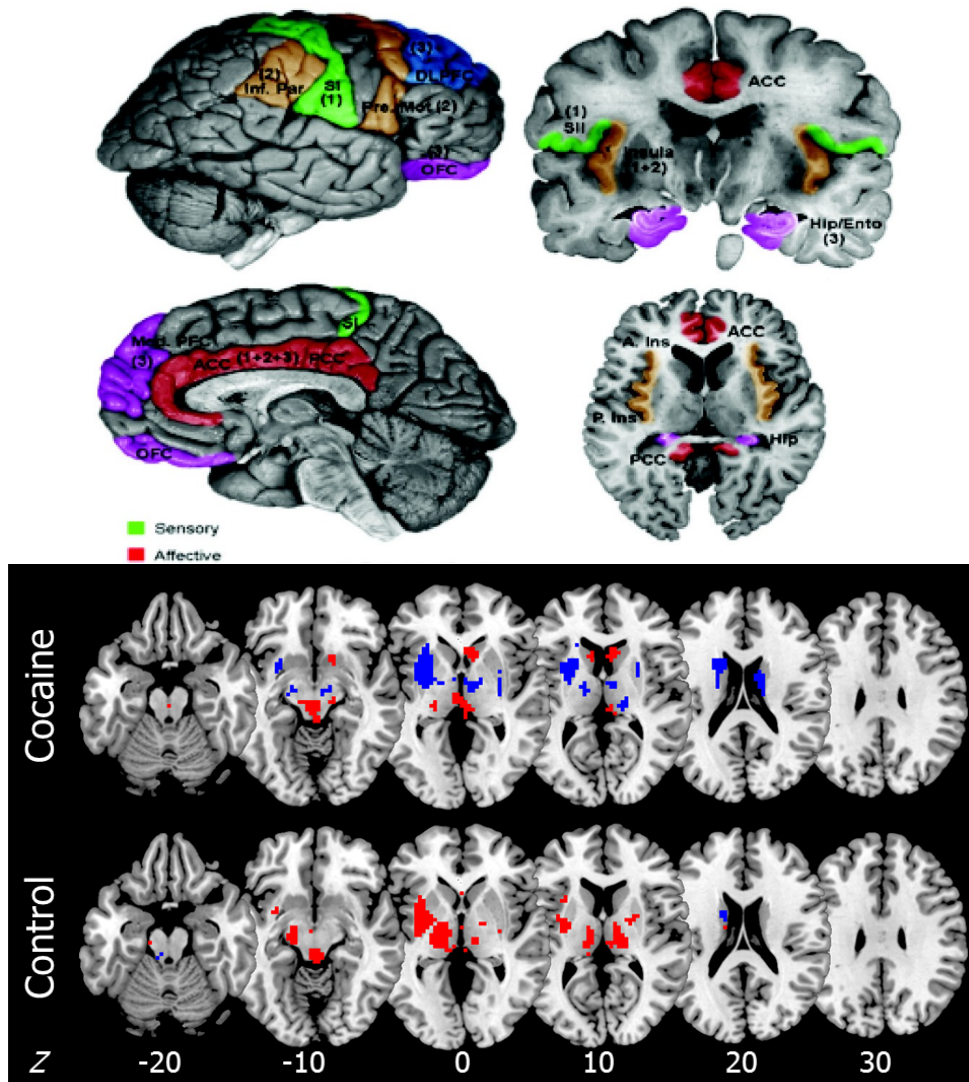 (3)
DLPFC
(2)
Inf. Par
SI
(1)
Pre. Mot (2)
(3)
OFC
ACC
(1)
SII
Insula
(1+2)
Hip/Ento
(3)
SI
Med. PFC
(3)
ACC (1+2+3) PCC
OFC
A. Ins
ACC
P. Ins
Hip
PCC
Sensory
Affective
Cocaine
Control
z -20 -10 0 10 20 30